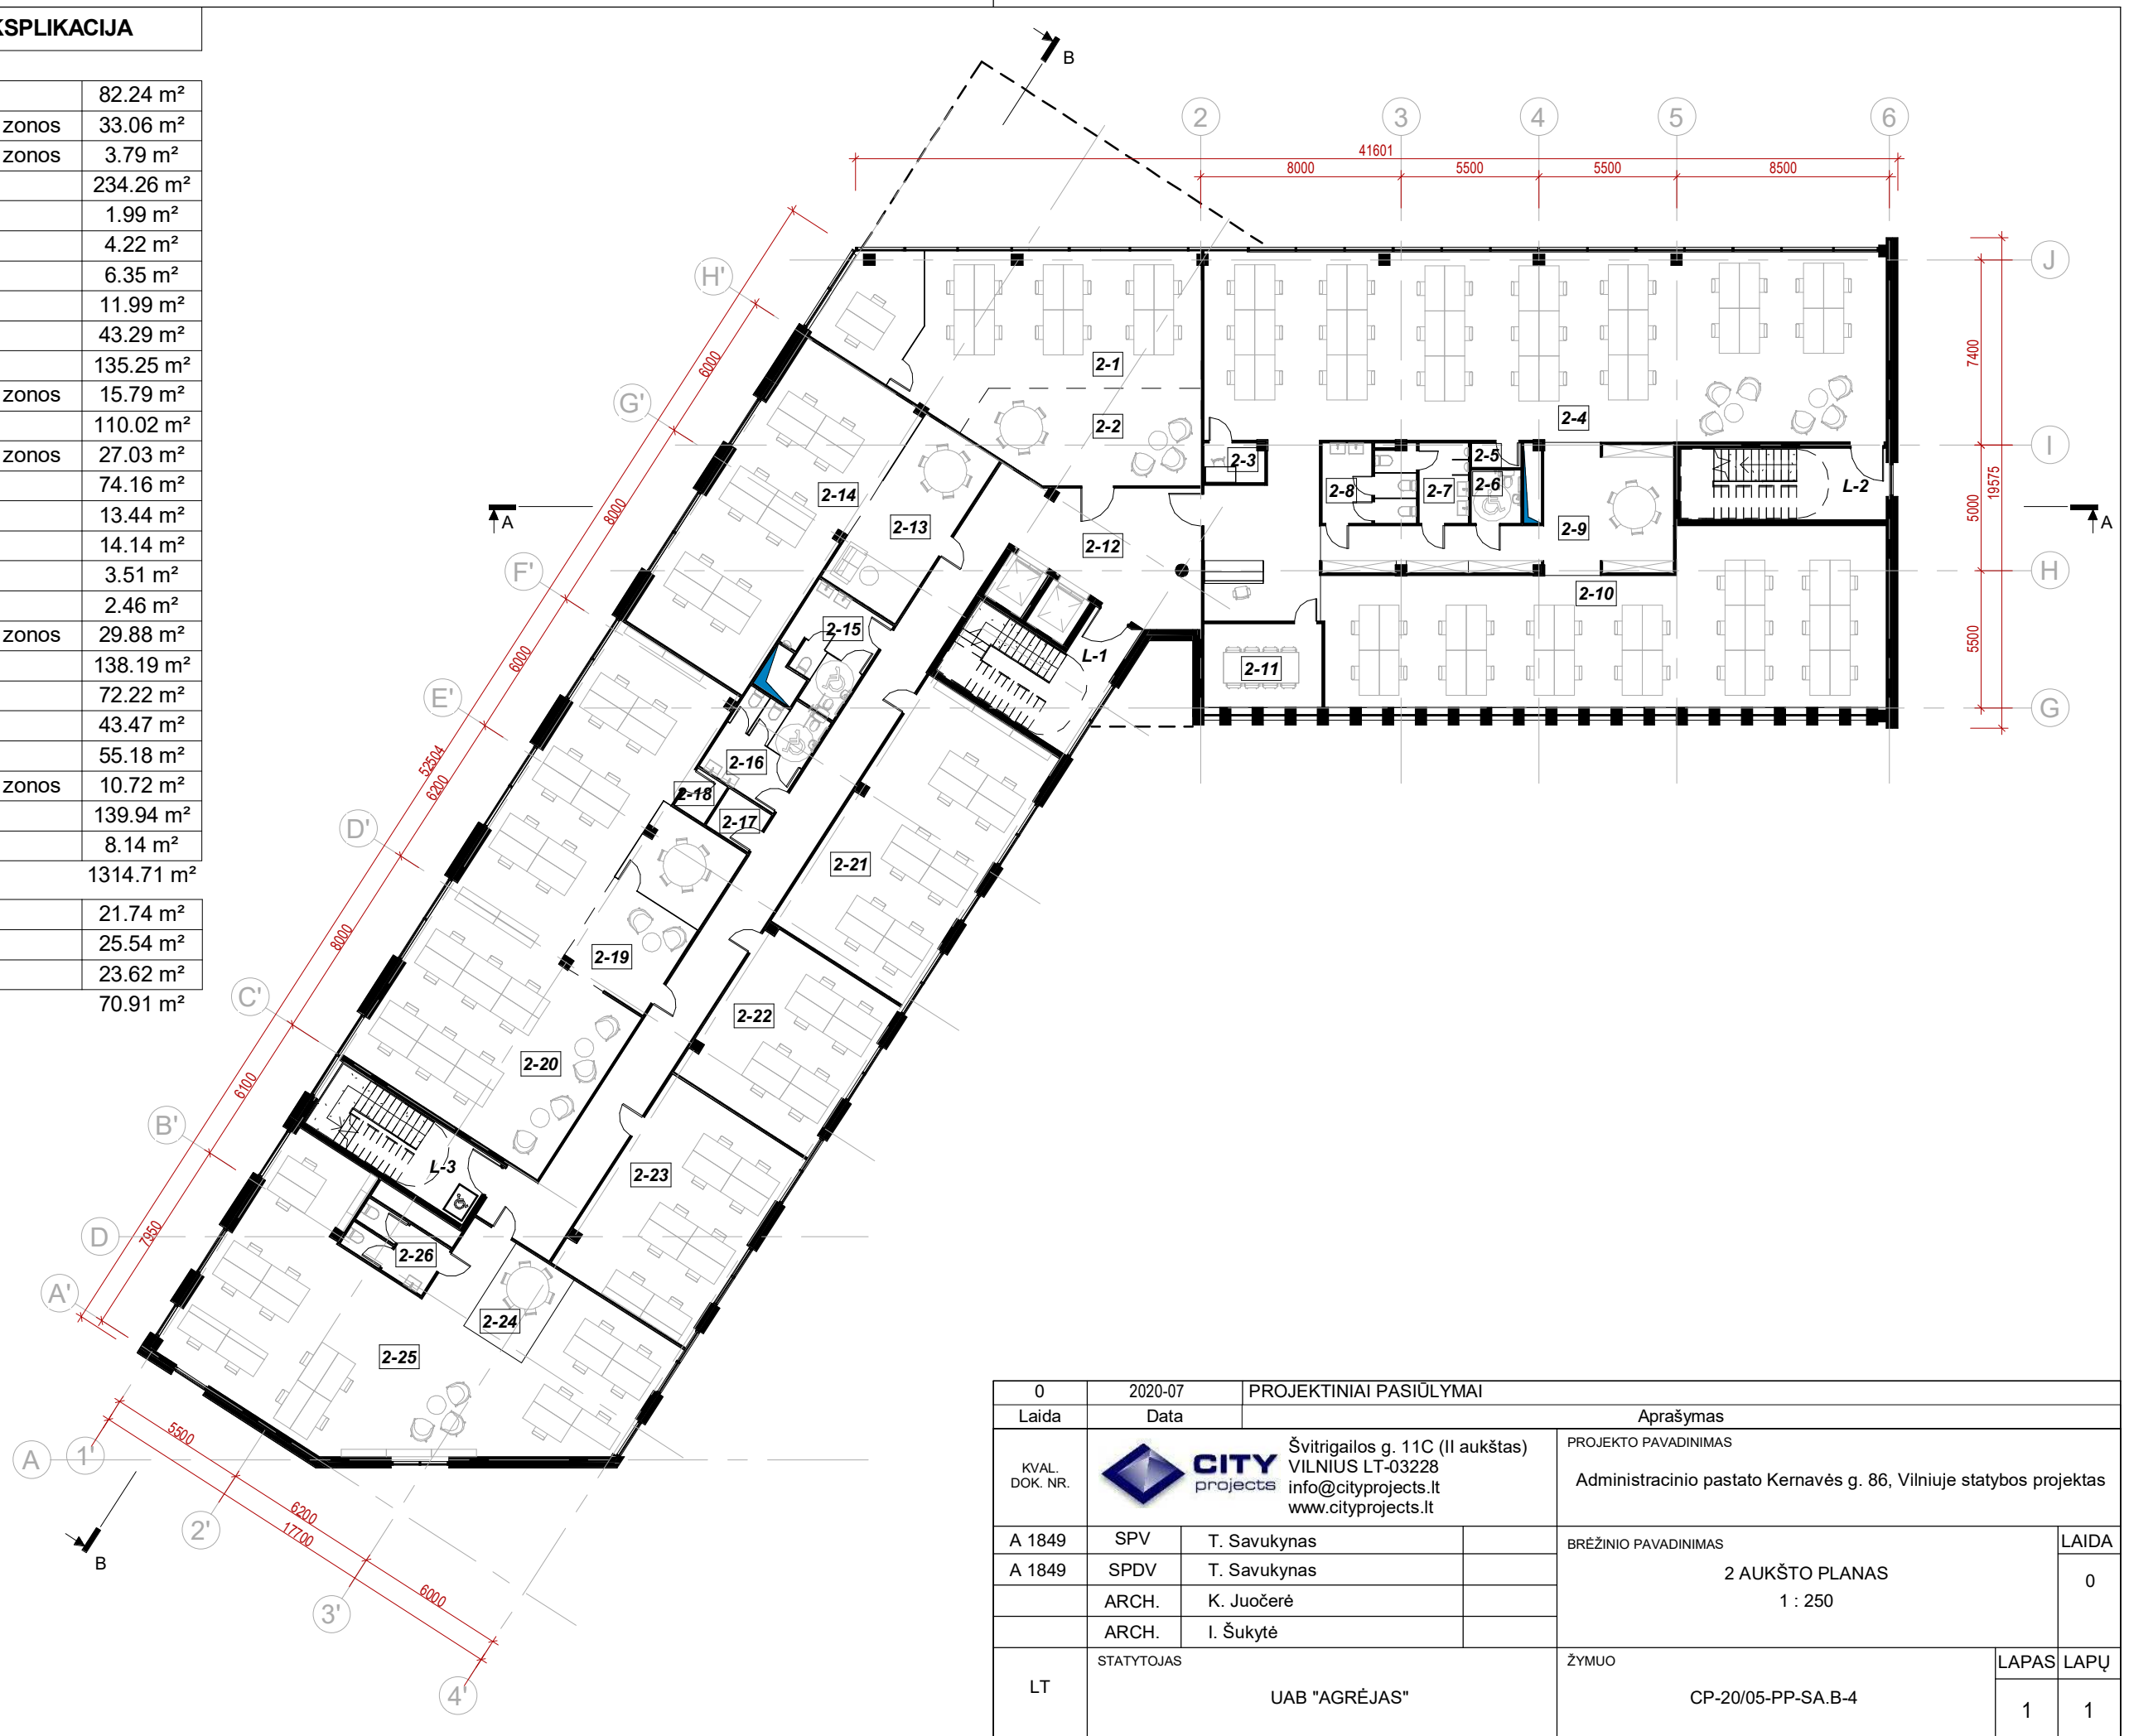 KSPLIKACIJA
82.24 m²
zonos 33.06 m²
zonos 3.79 m²
234.26 m²
1.99 m²
4.22 m²
6.35 m²
11.99 m²
43.29 m²
135.25 m²
zonos 15.79 m²
110.02 m²
zonos 27.03 m²
74.16 m²
13.44 m²
14.14 m²
3.51 m²
2.46 m²
zonos 29.88 m²
138.19 m²
72.22 m²
43.47 m²
55.18 m²
zonos 10.72 m²
139.94 m²
8.14 m²
1314.71 m²
21.74 m²
25.54 m²
23.62 m²
70.91 m²
B
2 3 4 5 6
41601
8000 5500 5500 8500
H' G' F' E' D' C' B' D A' A
6000
8000
6000
52504
6200
8000
6100
7950
J I H G
7400
5000
19575
5500
A A
2-1
2-2
2-3
2-4
2-5
2-6
2-7
2-8
2-9
2-10
2-11
2-12
2-13
2-14
2-15
2-16
2-17
2-18
2-19
2-20
2-21
2-22
2-23
2-24
2-25
2-26
L-1
L-2
L-3
1' 2' 3' 4'
5500
6200
17700
6000
B
0 2020-07 PROJEKTINIAI PASIŪLYMAI
Laida Data Aprašymas
KVAL.
DOK. NR.
CITY
projects
Švitrigailos g. 11C (II aukštas)
VILNIUS LT-03228
info@cityprojects.lt
www.cityprojects.lt
PROJEKTO PAVADINIMAS
Administracinio pastato Kernavės g. 86, Vilniuje statybos projektas
A 1849 SPV T. Savukynas
A 1849 SPDV T. Savukynas
ARCH. K. Juočerė
ARCH. I. Šukytė
BRĖŽINIO PAVADINIMAS
2 AUKŠTO PLANAS
1 : 250
LAIDA
0
LT
STATYTOJAS
UAB "AGRĖJAS"
ŽYMUO
CP-20/05-PP-SA.B-4
LAPAS LAPŲ
1 1